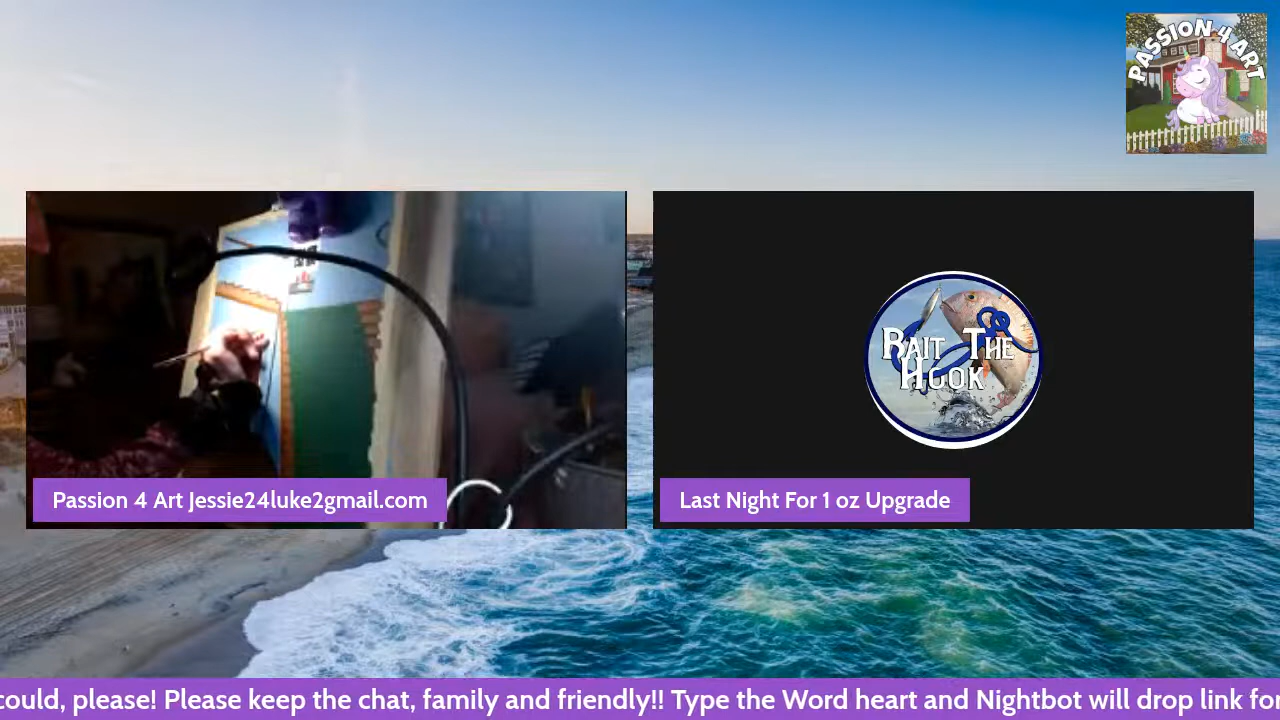 PASSION 4 ART
BAIT THE
HOOK
Passion 4 Art Jessie24luke2gmail.com
Last Night For 1 oz Upgrade
could, please! Please keep the chat, family and friendly!! Type the Word heart and Nightbot will drop link for